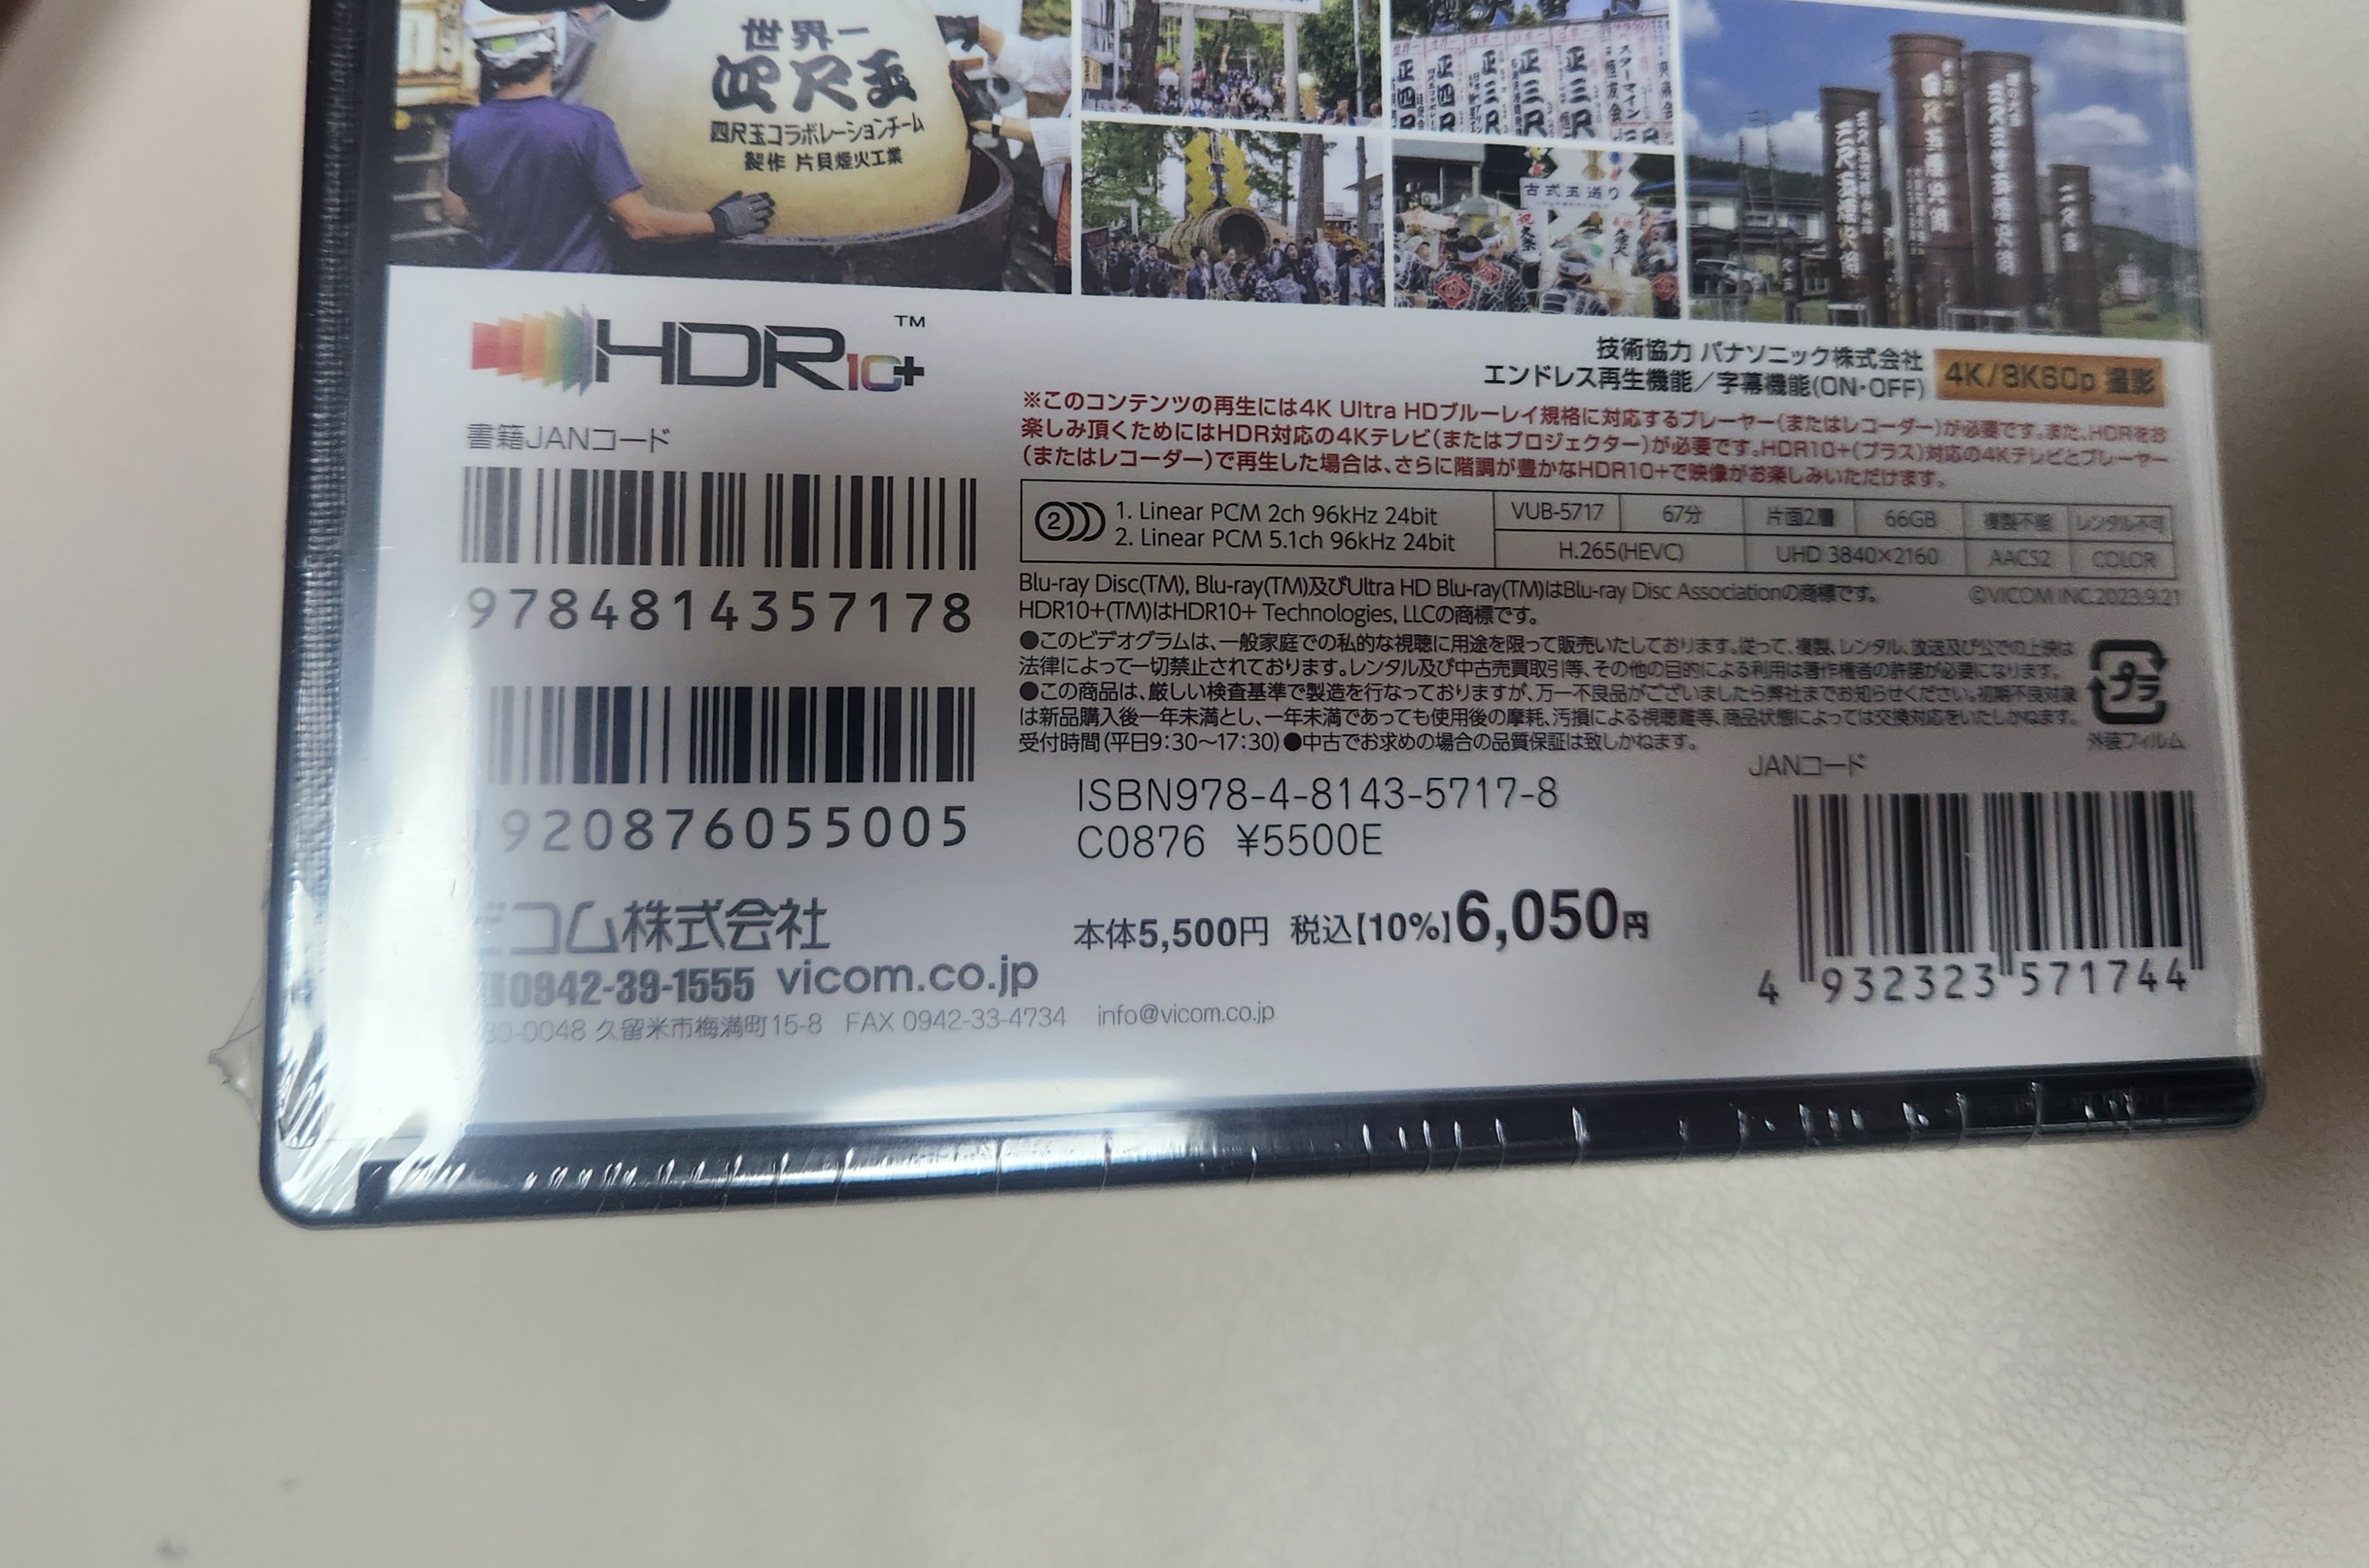 世界一
四尺玉
四尺玉コラボレーションチーム
製作 片貝煙火工業
古式玉送り
HDR10+™
技術協力 パナソニック株式会社
エンドレス再生機能／字幕機能(ON・OFF)
4K/8K60p 撮影
※このコンテンツの再生には4K Ultra HDブルーレイ規格に対応するプレーヤー(またはレコーダー)が必要です。また、HDRをお
楽しみ頂くためにはHDR対応の4Kテレビ(またはプロジェクター)が必要です。HDR10+(プラス)対応の4Kテレビとプレーヤー
(またはレコーダー)で再生した場合は、さらに階調が豊かなHDR10+で映像がお楽しみいただけます。
書籍JANコード
9784814357178
1920876055005
2
1. Linear PCM 2ch 96kHz 24bit
2. Linear PCM 5.1ch 96kHz 24bit
VUB-5717 67分 片面2層 66GB 複製不能 レンタル不可
H.265(HEVC) UHD 3840×2160 AACS2 COLOR
Blu-ray Disc(TM), Blu-ray(TM)及びUltra HD Blu-ray(TM)はBlu-ray Disc Associationの商標です。
©VICOM INC.2023.9.21
HDR10+(TM)はHDR10+ Technologies, LLCの商標です。
●このビデオグラムは、一般家庭での私的な視聴に用途を限って販売いたしております。従って、複製、レンタル、放送及び公での上映は
法律によって一切禁止されております。レンタル及び中古売買取引等、その他の目的による利用は著作権者の許諾が必要になります。
●この商品は、厳しい検査基準で製造を行なっておりますが、万一不良品がございましたら弊社までお知らせください。初期不良対象
は新品購入後一年未満とし、一年未満であっても使用後の摩耗、汚損による視聴難等、商品状態によっては交換対応をいたしかねます。
受付時間(平日9:30〜17:30)●中古でお求めの場合の品質保証は致しかねます。
プラ
外装フィルム
ISBN978-4-8143-5717-8
C0876 ¥5500E
本体5,500円 税込【10%】6,050円
JANコード
4 932323 571744
ビコム株式会社
0942-39-1555 vicom.co.jp
30-0048 久留米市梅満町15-8 FAX 0942-33-4734 info@vicom.co.jp